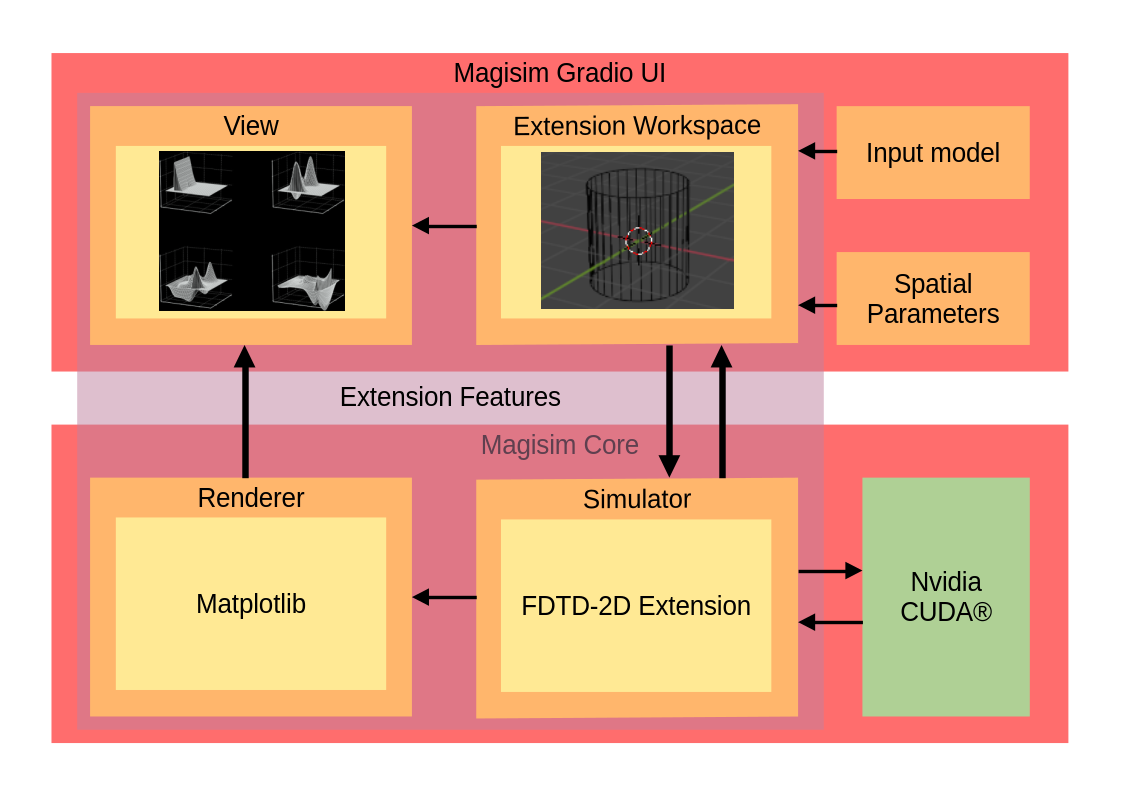 Magisim Gradio UI
View
Extension Workspace
Input model
Spatial
Parameters
Extension Features
Magisim Core
Renderer
Simulator
Matplotlib
FDTD-2D Extension
Nvidia
CUDA®